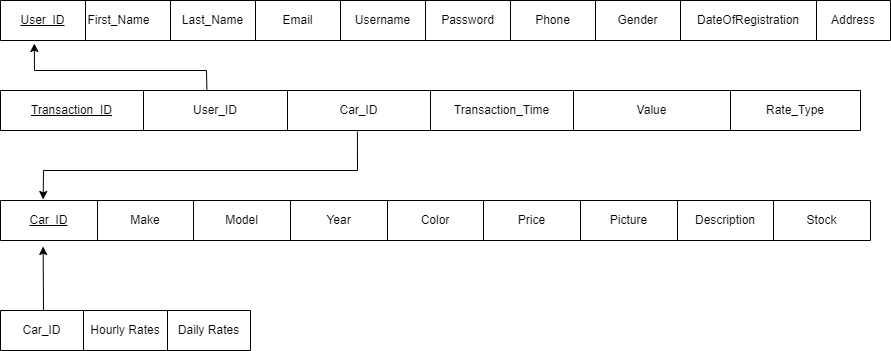 User_ID First_Name Last_Name Email Username Password Phone Gender DateOfRegistration Address
Transaction_ID User_ID Car_ID Transaction_Time Value Rate_Type
Car_ID Make Model Year Color Price Picture Description Stock
Car_ID Hourly Rates Daily Rates